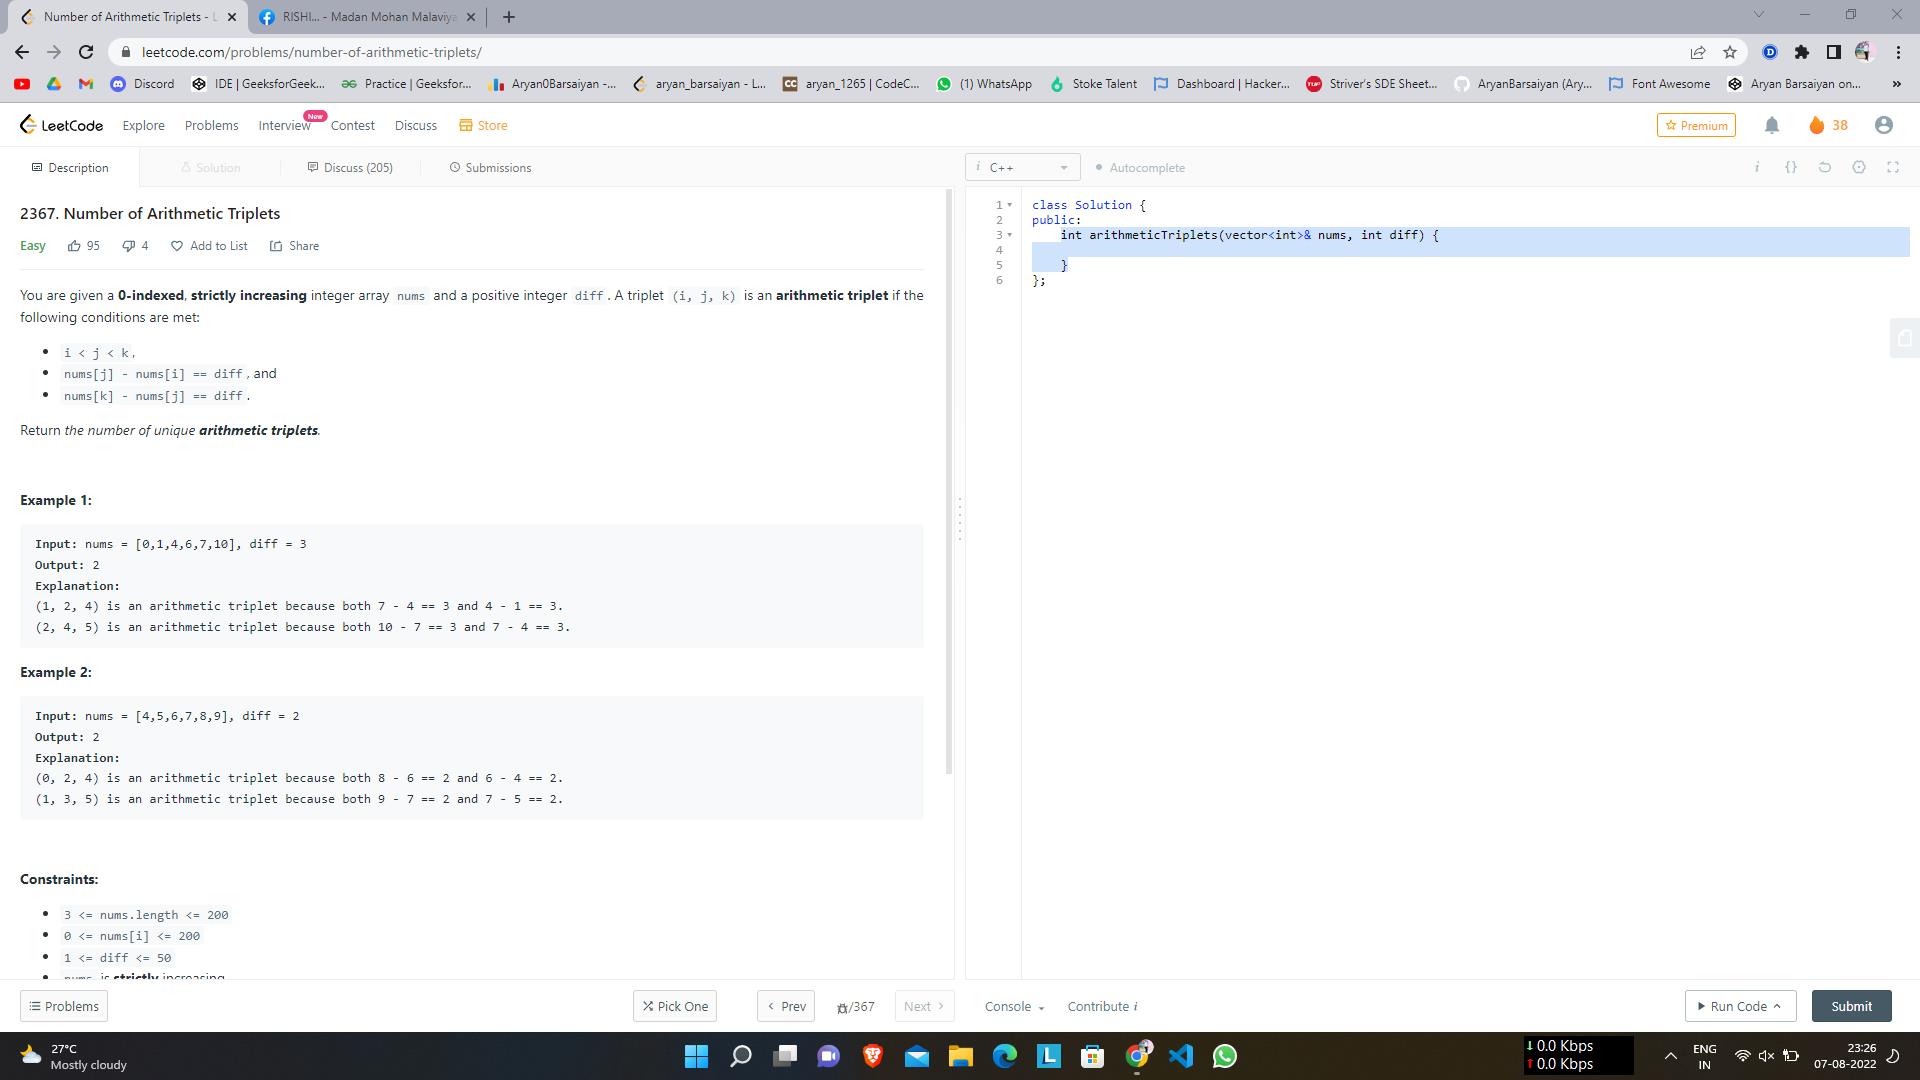 Number of Arithmetic Triplets - L
RISHI... - Madan Mohan Malaviya
leetcode.com/problems/number-of-arithmetic-triplets/
Discord
IDE | GeeksforGeek...
Practice | Geeksfor...
Aryan0Barsaiyan -...
aryan_barsaiyan - L...
aryan_1265 | CodeC...
(1) WhatsApp
Stoke Talent
Dashboard | Hacker...
Striver's SDE Sheet...
AryanBarsaiyan (Ary...
Font Awesome
Aryan Barsaiyan on...
»
LeetCode
Explore
Problems
Interview
New
Contest
Discuss
Store
Premium
38
Description
Solution
Discuss (205)
Submissions
i C++
Autocomplete
2367. Number of Arithmetic Triplets
Easy
95
4
Add to List
Share
You are given a 0-indexed, strictly increasing integer array nums and a positive integer diff. A triplet (i, j, k) is an arithmetic triplet if the
following conditions are met:
• i < j < k,
• nums[j] - nums[i] == diff, and
• nums[k] - nums[j] == diff.
Return the number of unique arithmetic triplets.
Example 1:
Input: nums = [0,1,4,6,7,10], diff = 3
Output: 2
Explanation:
(1, 2, 4) is an arithmetic triplet because both 7 - 4 == 3 and 4 - 1 == 3.
(2, 4, 5) is an arithmetic triplet because both 10 - 7 == 3 and 7 - 4 == 3.
Example 2:
Input: nums = [4,5,6,7,8,9], diff = 2
Output: 2
Explanation:
(0, 2, 4) is an arithmetic triplet because both 8 - 6 == 2 and 6 - 4 == 2.
(1, 3, 5) is an arithmetic triplet because both 9 - 7 == 2 and 7 - 5 == 2.
Constraints:
• 3 <= nums.length <= 200
• 0 <= nums[i] <= 200
• 1 <= diff <= 50
• nums is strictly increasing
1 class Solution {
2 public:
3 int arithmeticTriplets(vector<int>& nums, int diff) {
4
5 }
6 };
Problems
Pick One
Prev
/367
Next
Console
Contribute i
Run Code
Submit
27°C
Mostly cloudy
0.0 Kbps
0.0 Kbps
ENG
IN
23:26
07-08-2022